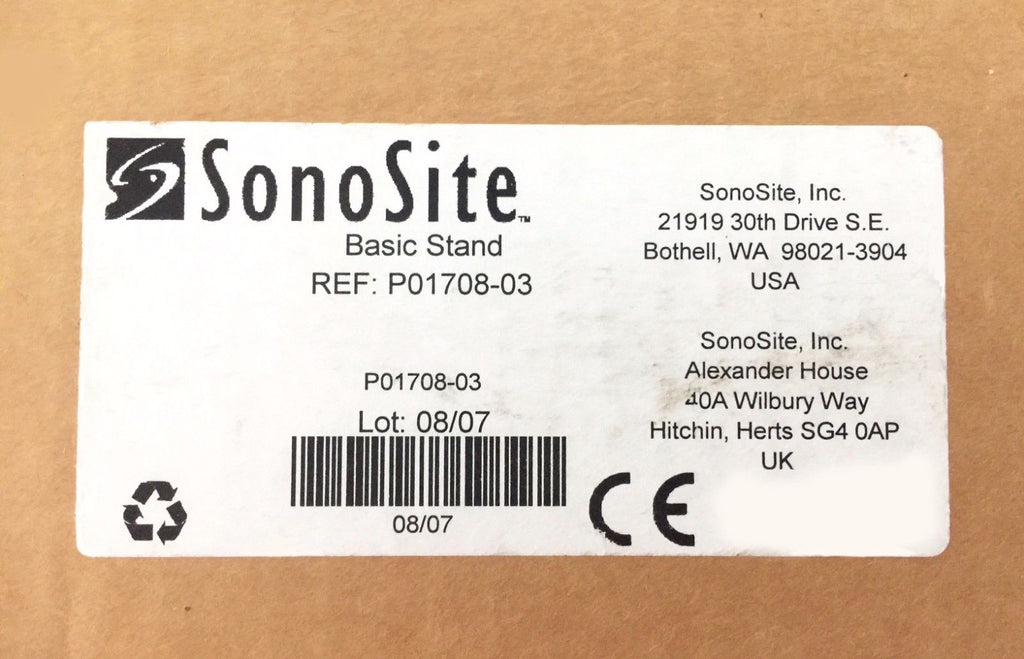 SonoSite™
Basic Stand
REF: P01708-03
P01708-03
Lot: 08/07
08/07
SonoSite, Inc.
21919 30th Drive S.E.
Bothell, WA 98021-3904
USA
SonoSite, Inc.
Alexander House
40A Wilbury Way
Hitchin, Herts SG4 0AP
UK
CE